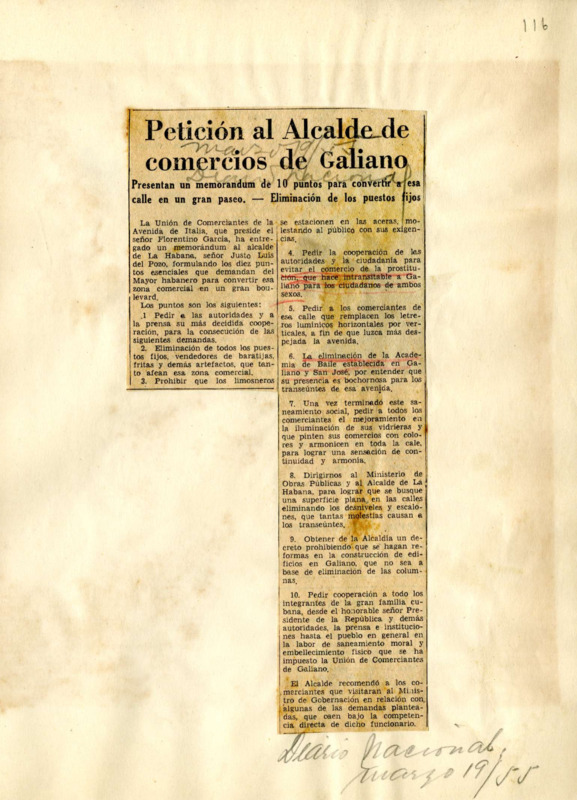 116
Petición al Alcalde de
comercios de Galiano
marzo 19/55
Diario Nacional
Presentan un memorandum de 10 puntos para convertir a esa
calle en un gran paseo. — Eliminación de los puestos fijos
La Unión de Comerciantes de la
Avenida de Italia, que preside el
señor Florentino García, ha entre-
gado un memorándum al alcalde
de La Habana, señor Justo Luis
del Pozo, formulando los diez pun-
tos esenciales que demandan del
Mayor habanero para convertir esa
zona comercial en un gran bou-
levard.
Los puntos son los siguientes:
.1 Pedir a las autoridades y a
la prensa su más decidida coope-
ración, para la consecución de las
siguientes demandas.
2. Eliminación de todos los pues-
tos fijos, vendedores de baratijas,
fritas y demás artefactos, que tan-
to afean esa zona comercial.
3. Prohibir que los limosneros
se estacionen en las aceras, mo-
lestando al público con sus exigen-
cias.
4. Pedir la cooperación de las
autoridades y la ciudadanía para
evitar el comercio de la prostitu-
ción, que hace intransitable a Ga-
liano para los ciudadanos de ambos
sexos.
5. Pedir a los comerciantes de
esa calle que remplacen los letre-
ros lumínicos horizontales por ver-
ticales, a fin de que luzca más des-
pejada la avenida.
6. La eliminación de la Acade-
mia de Baile establecida en Ga-
liano y San José, por entender que
su presencia es bochornosa para los
transeúntes de esa avenida.
7. Una vez terminado este sa-
neamiento social, pedir a todos los
comerciantes el mejoramiento en
la iluminación de sus vidrieras y
que pinten sus comercios con colo-
res y armonicen en toda la cale,
para lograr una sensación de con-
tinuidad y armonía.
8. Dirigirnos al Ministerio de
Obras Públicas y al Alcalde de La
Habana, para lograr que se busque
una superficie plana, en las calles
eliminando los desniveles y escalo-
nes, que tantas molestias causan a
los transeúntes.
9. Obtener de la Alcaldía un de-
creto prohibiendo que se hagan re-
formas en la construcción de edi-
ficios en Galiano, que no sea a
base de eliminación de las colum-
nas.
10. Pedir cooperación a todo los
integrantes de la gran familia cu-
bana, desde el honorable señor Pre-
sidente de la República y demás
autoridades, la prensa e institucio-
nes hasta el pueblo en general en
la labor de saneamiento moral y
embellecimiento físico que se ha
impuesto la Unión de Comerciantes
de Galiano.
El Alcalde recomendó a los co-
merciantes que visitaran al Minis-
tro de Gobernación en relación con
algunas de las demandas plantea-
das, que caen bajo la competen-
cia directa de dicho funcionario.
Diario Nacional,
marzo 19/55